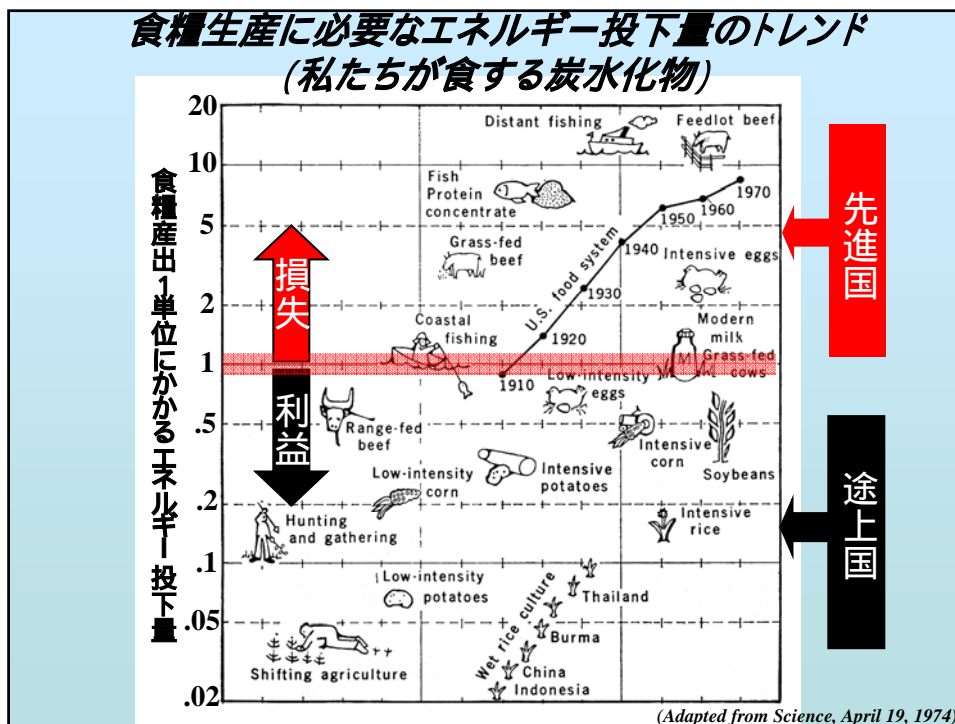 食糧生産に必要なエネルギー投下量のトレンド
(私たちが食する炭水化物)
食糧産出1単位にかかるエネルギー投下量
20
10
5
2
1
.5
.2
.1
.05
.02
損失
利益
先進国
途上国
Distant fishing
Feedlot beef
Fish
Protein
concentrate
1970
1960
1950
1940
1930
1920
1910
U.S. food system
Grass-fed
beef
Intensive eggs
Coastal
fishing
Modern
milk
M
Grass-fed
cows
Low-intensity
eggs
Range-fed
beef
Intensive
corn
Soybeans
Low-intensity
corn
Intensive
potatoes
Hunting
and gathering
Intensive
rice
Low-intensity
potatoes
Wet rice culture
Thailand
Burma
China
Indonesia
Shifting agriculture
(Adapted from Science, April 19, 1974)